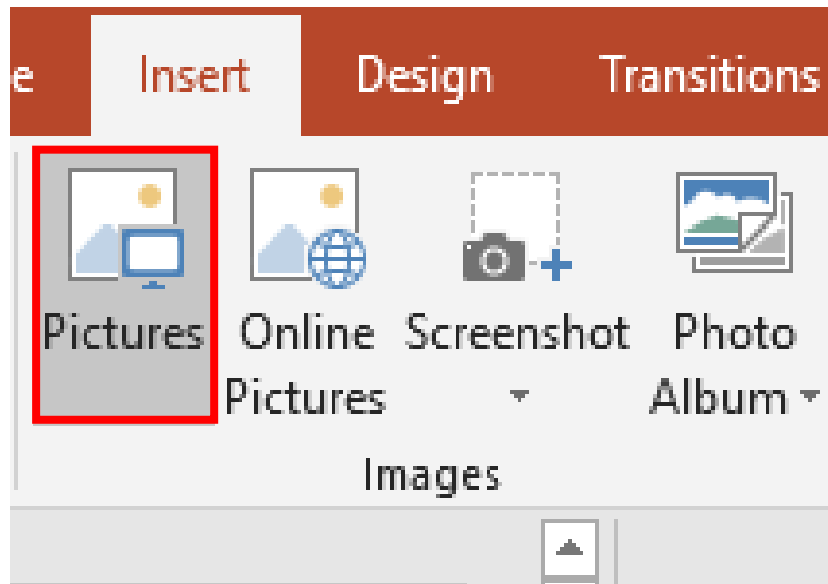 e Insert Design Transitions
Pictures Online Screenshot Photo
Pictures Album
Images